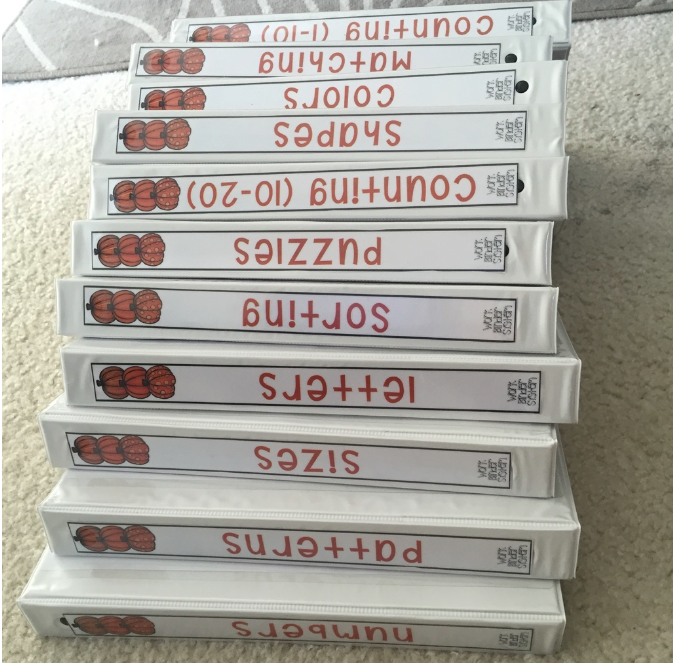 numbers
patterns
sizes
letters
Sorting
puzzles
Counting (10-20)
Shapes
Colors
Matching
Counting (1-10)